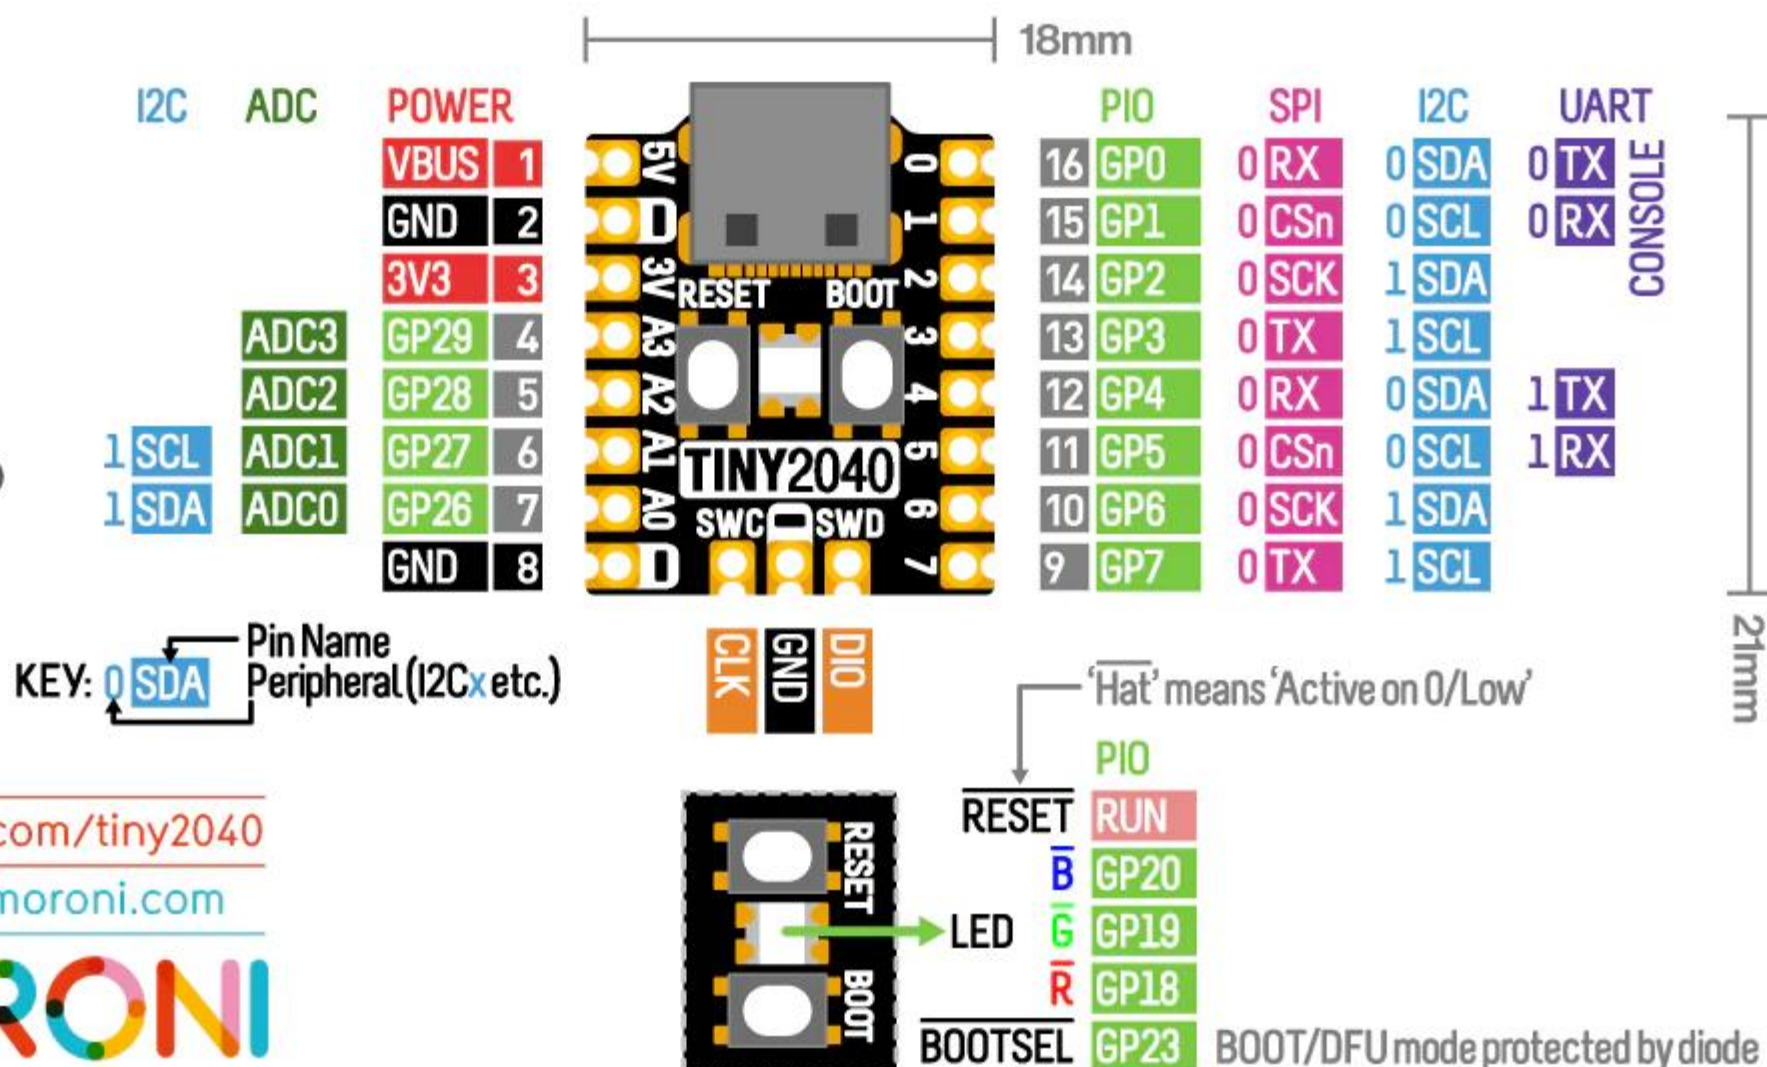 18mm
I2C ADC POWER
PIO SPI I2C UART
VBUS 1 5V 0 16 GP0 0 RX 0 SDA 0 TX
GND 2 1 15 GP1 0 CSn 0 SCL 0 RX
CONSOLE
3V3 3 3V 2 14 GP2 0 SCK 1 SDA
RESET BOOT
ADC3 GP29 4 A3 3 13 GP3 0 TX 1 SCL
ADC2 GP28 5 A2 4 12 GP4 0 RX 0 SDA 1 TX
1 SCL ADC1 GP27 6 A1 5 11 GP5 0 CSn 0 SCL 1 RX
TINY2040
1 SDA ADC0 GP26 7 A0 6 10 GP6 0 SCK 1 SDA
SWC SWD
GND 8 7 9 GP7 0 TX 1 SCL
21mm
CLK GND DIO
KEY: 0 SDA
Pin Name
Peripheral (I2Cx etc.)
'Hat' means 'Active on 0/Low'
PIO
RESET RUN
B GP20
LED G GP19
R GP18
BOOTSEL GP23 BOOT/DFU mode protected by diode
RESET
BOOT
com/tiny2040
moroni.com
RONI